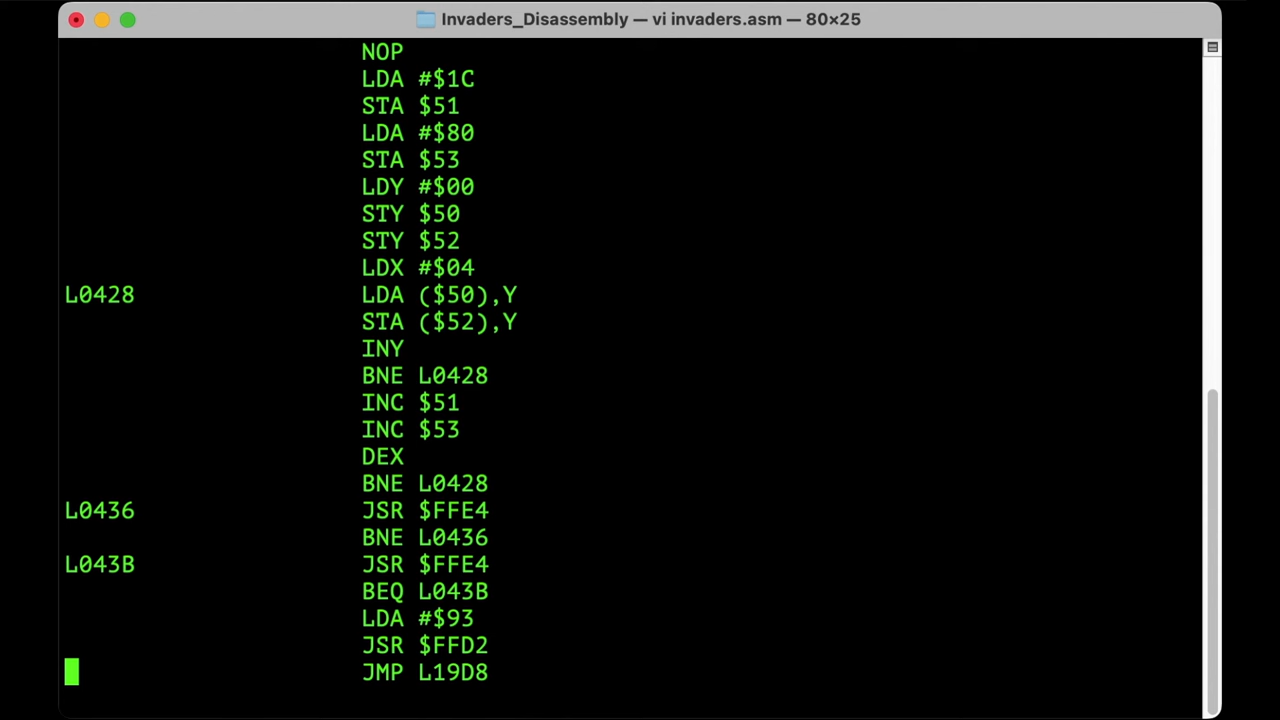 Invaders_Disassembly — vi invaders.asm — 80×25
NOP
LDA #$1C
STA $51
LDA #$80
STA $53
LDY #$00
STY $50
STY $52
LDX #$04
L0428 LDA ($50),Y
STA ($52),Y
INY
BNE L0428
INC $51
INC $53
DEX
BNE L0428
L0436 JSR $FFE4
BNE L0436
L043B JSR $FFE4
BEQ L043B
LDA #$93
JSR $FFD2
JMP L19D8